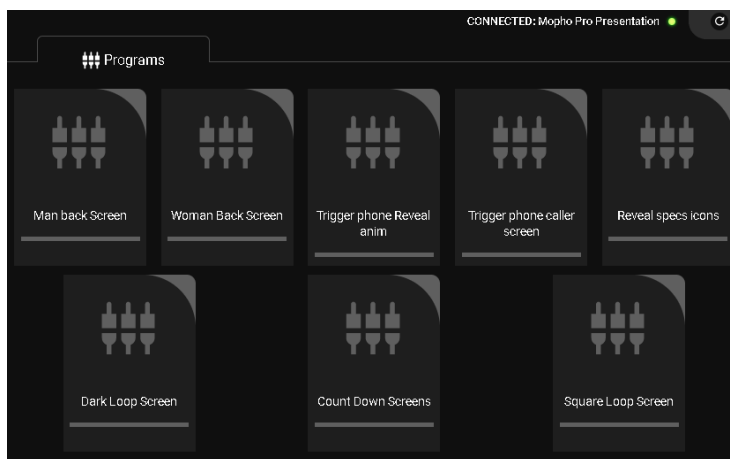 CONNECTED: Mopho Pro Presentation
Programs
Man back Screen
Woman Back Screen
Trigger phone Reveal
anim
Trigger phone caller
screen
Reveal specs icons
Dark Loop Screen
Count Down Screens
Square Loop Screen